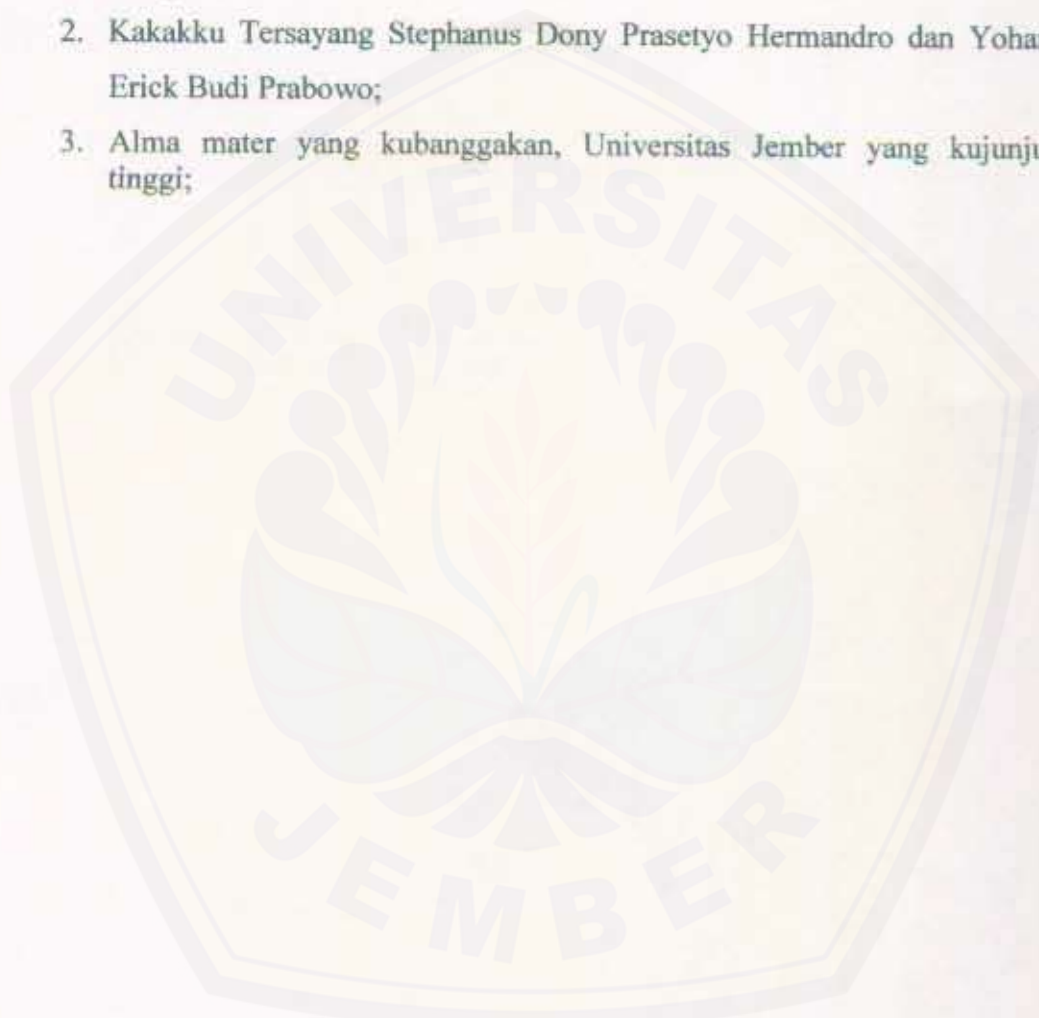 2. Kakakku Tersayang Stephanus Dony Prasetyo Hermandro dan
Erick Budi Prabowo;
3. Alma mater yang kubanggakan, Universitas Jember yang
tinggi;
UNIVERSITAS
JEMBER